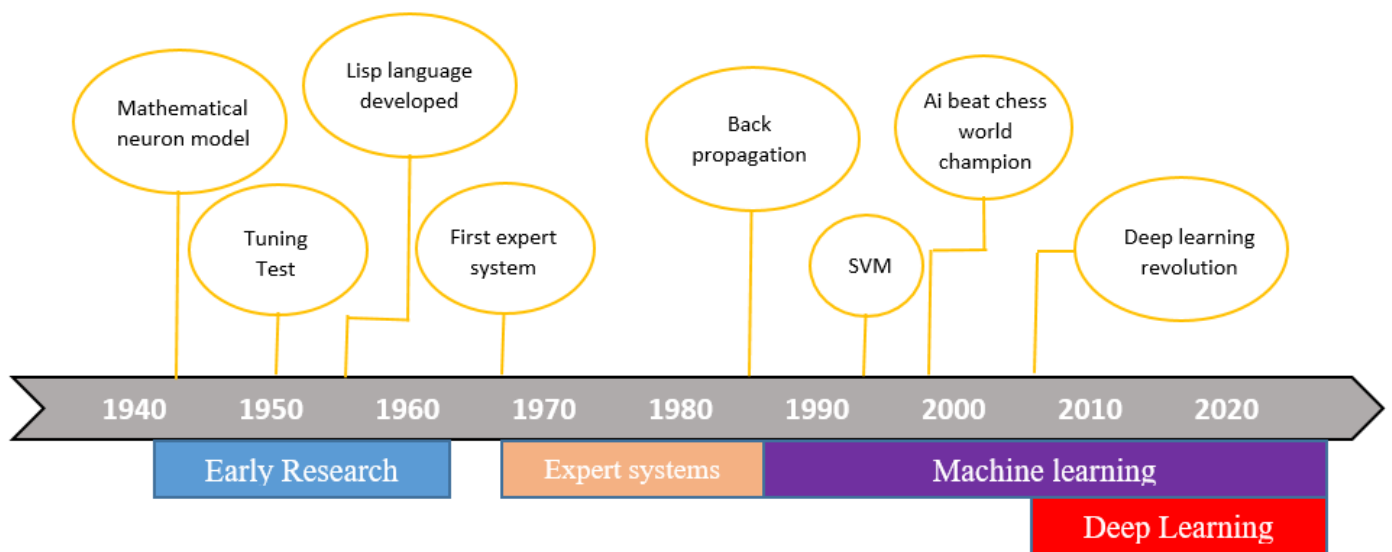 Mathematical
neuron model
Tuning
Test
Lisp language
developed
First expert
system
Back
propagation
SVM
Ai beat chess
world
champion
Deep learning
revolution
1940 1950 1960 1970 1980 1990 2000 2010 2020
Early Research
Expert systems
Machine learning
Deep Learning